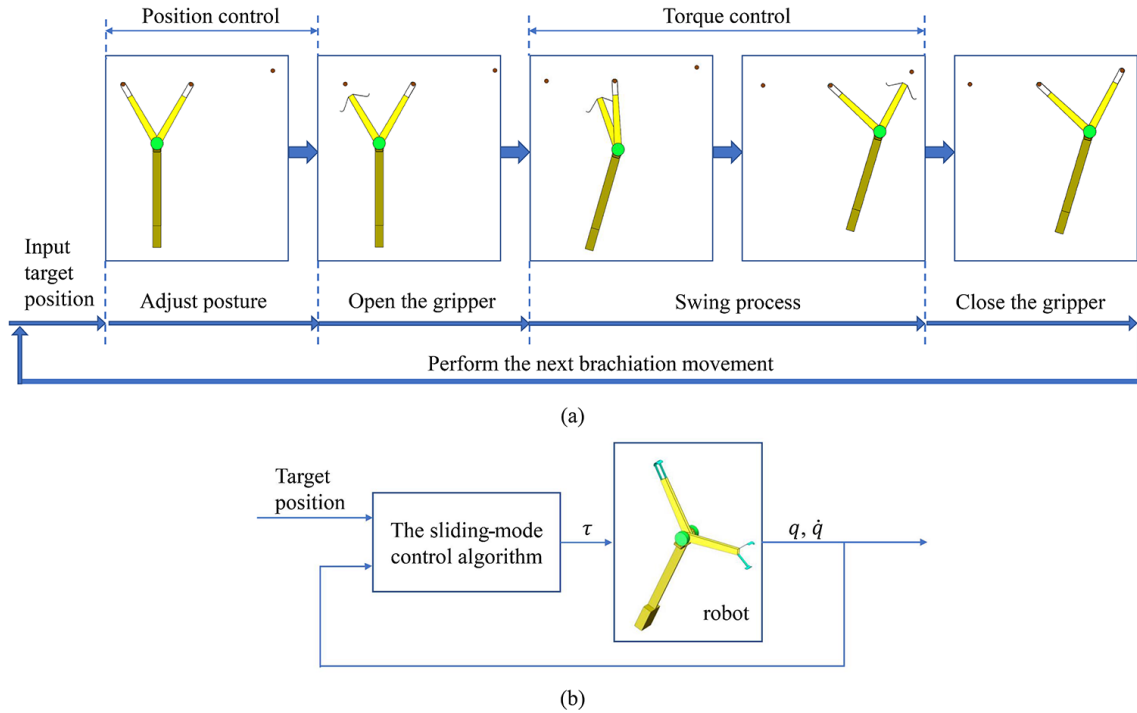 Position control
Torque control
Input
target
position
Adjust posture
Open the gripper
Swing process
Close the gripper
Perform the next brachiation movement
(a)
Target
position
The sliding-mode
control algorithm
τ
q, q̇
robot
(b)